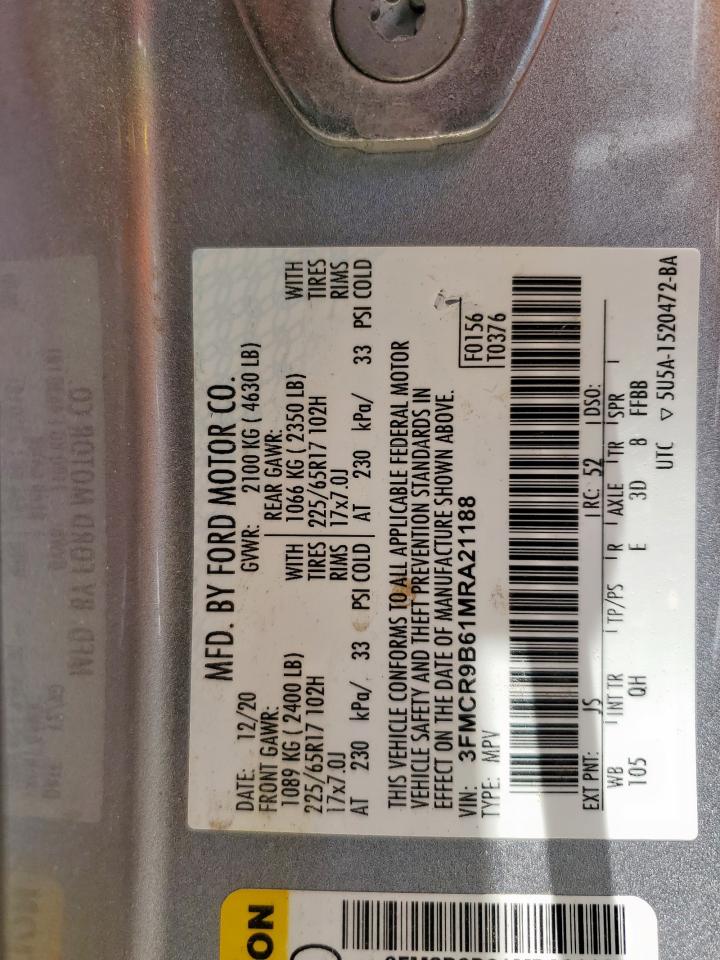 MFD. BY FORD MOTOR CO.
DATE: 12/20 GVWR: 2100 KG ( 4630 LB)
FRONT GAWR: REAR GAWR:
1089 KG ( 2400 LB) WITH 1066 KG ( 2350 LB) WITH
225/65R17 102H TIRES 225/65R17 102H TIRES
17x7.0J RIMS 17x7.0J RIMS
AT 230 kPa/ 33 PSI COLD AT 230 kPa/ 33 PSI COLD
THIS VEHICLE CONFORMS TO ALL APPLICABLE FEDERAL MOTOR
VEHICLE SAFETY AND THEFT PREVENTION STANDARDS IN
EFFECT ON THE DATE OF MANUFACTURE SHOWN ABOVE.
VIN: 3FMCR9B61MRA21188 F0156
TYPE: MPV T0376
EXT PNT: JS RC: 52 DSO:
WB INT TR TP/PS R AXLE TR SPR
105 QH E 3D 8 FFBB
UTC ▽ 5U5A-1520472-BA